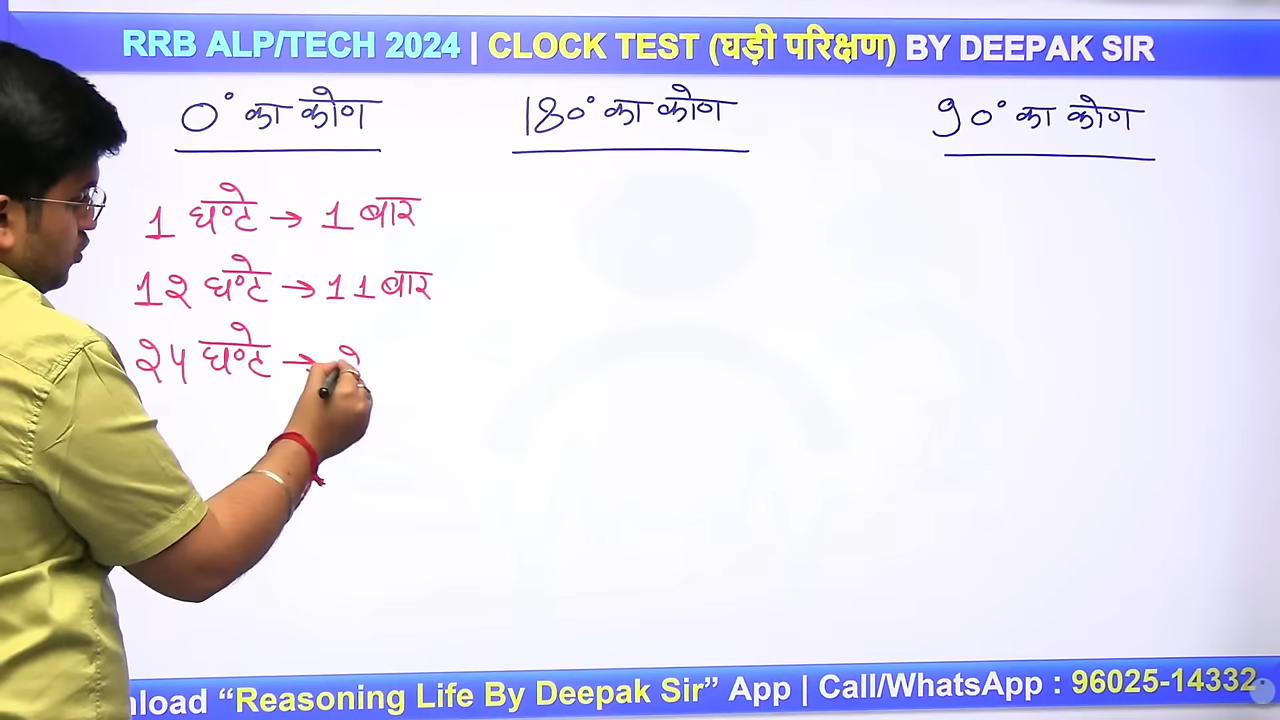 RRB ALP/TECH 2024 | CLOCK TEST (घड़ी परिक्षण) BY DEEPAK SIR
0° का कोण
180° का कोण
90° का कोण
1 घण्टे → 1 बार
12 घण्टे → 11 बार
24 घण्टे → 2
nload “Reasoning Life By Deepak Sir” App | Call/WhatsApp : 96025-14332.